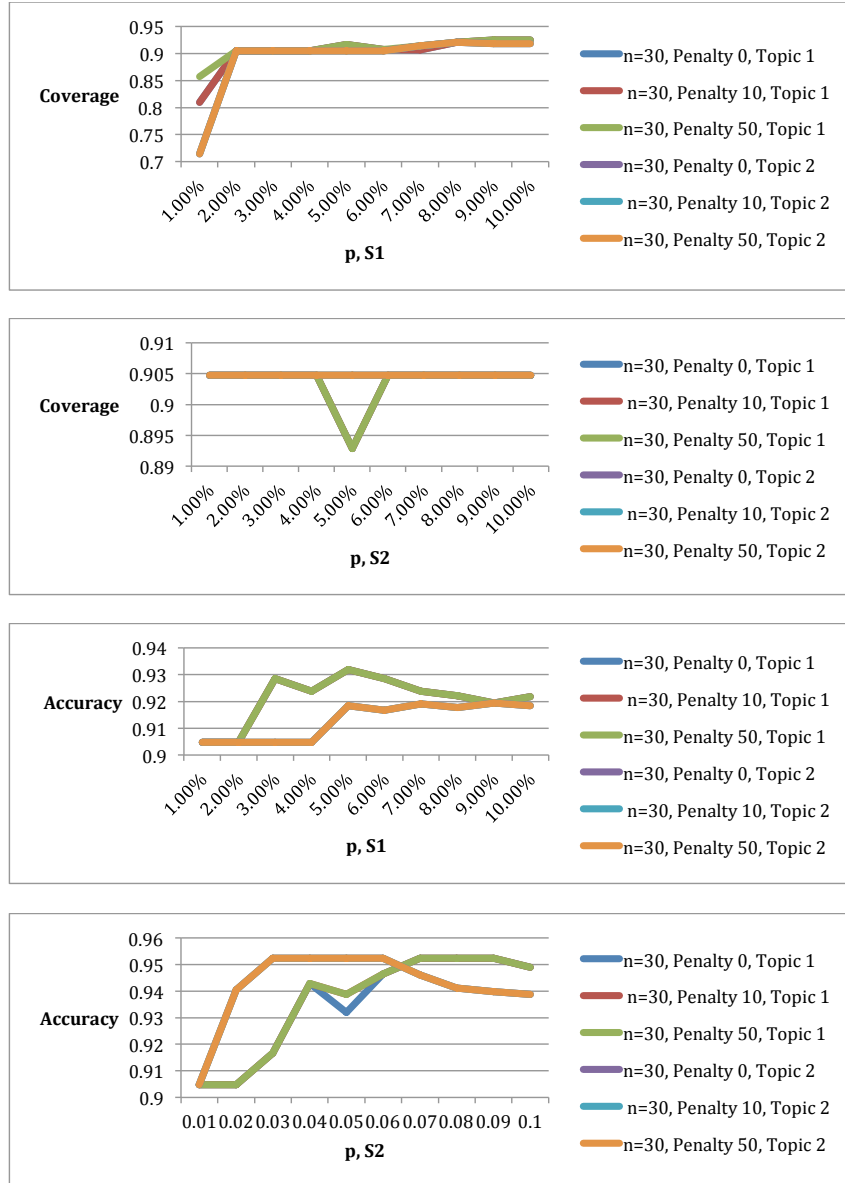 0.95
0.9
0.85
0.8
0.75
0.7
Coverage
1.00%
2.00%
3.00%
4.00%
5.00%
6.00%
7.00%
8.00%
9.00%
10.00%
p, S1
n=30, Penalty 0, Topic 1
n=30, Penalty 10, Topic 1
n=30, Penalty 50, Topic 1
n=30, Penalty 0, Topic 2
n=30, Penalty 10, Topic 2
n=30, Penalty 50, Topic 2
0.91
0.905
0.9
0.895
0.89
Coverage
1.00%
2.00%
3.00%
4.00%
5.00%
6.00%
7.00%
8.00%
9.00%
10.00%
p, S2
n=30, Penalty 0, Topic 1
n=30, Penalty 10, Topic 1
n=30, Penalty 50, Topic 1
n=30, Penalty 0, Topic 2
n=30, Penalty 10, Topic 2
n=30, Penalty 50, Topic 2
0.94
0.93
0.92
0.91
0.9
Accuracy
1.00%
2.00%
3.00%
4.00%
5.00%
6.00%
7.00%
8.00%
9.00%
10.00%
p, S1
n=30, Penalty 0, Topic 1
n=30, Penalty 10, Topic 1
n=30, Penalty 50, Topic 1
n=30, Penalty 0, Topic 2
n=30, Penalty 10, Topic 2
n=30, Penalty 50, Topic 2
0.96
0.95
0.94
0.93
0.92
0.91
0.9
Accuracy
0.01 0.02 0.03 0.04 0.05 0.06 0.07 0.08 0.09 0.1
p, S2
n=30, Penalty 0, Topic 1
n=30, Penalty 10, Topic 1
n=30, Penalty 50, Topic 1
n=30, Penalty 0, Topic 2
n=30, Penalty 10, Topic 2
n=30, Penalty 50, Topic 2